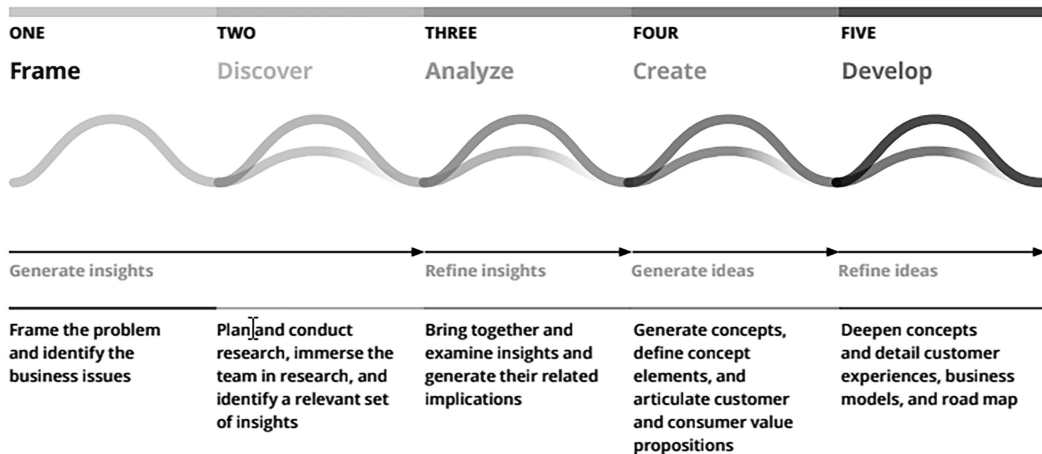 ONE
Frame
TWO
Discover
THREE
Analyze
FOUR
Create
FIVE
Develop
Generate insights
Refine insights
Generate ideas
Refine ideas
Frame the problem
and identify the
business issues
Plan and conduct
research, immerse the
team in research, and
identify a relevant set
of insights
Bring together and
examine insights and
generate their related
implications
Generate concepts,
define concept
elements, and
articulate customer
and consumer value
propositions
Deepen concepts
and detail customer
experiences, business
models, and road map